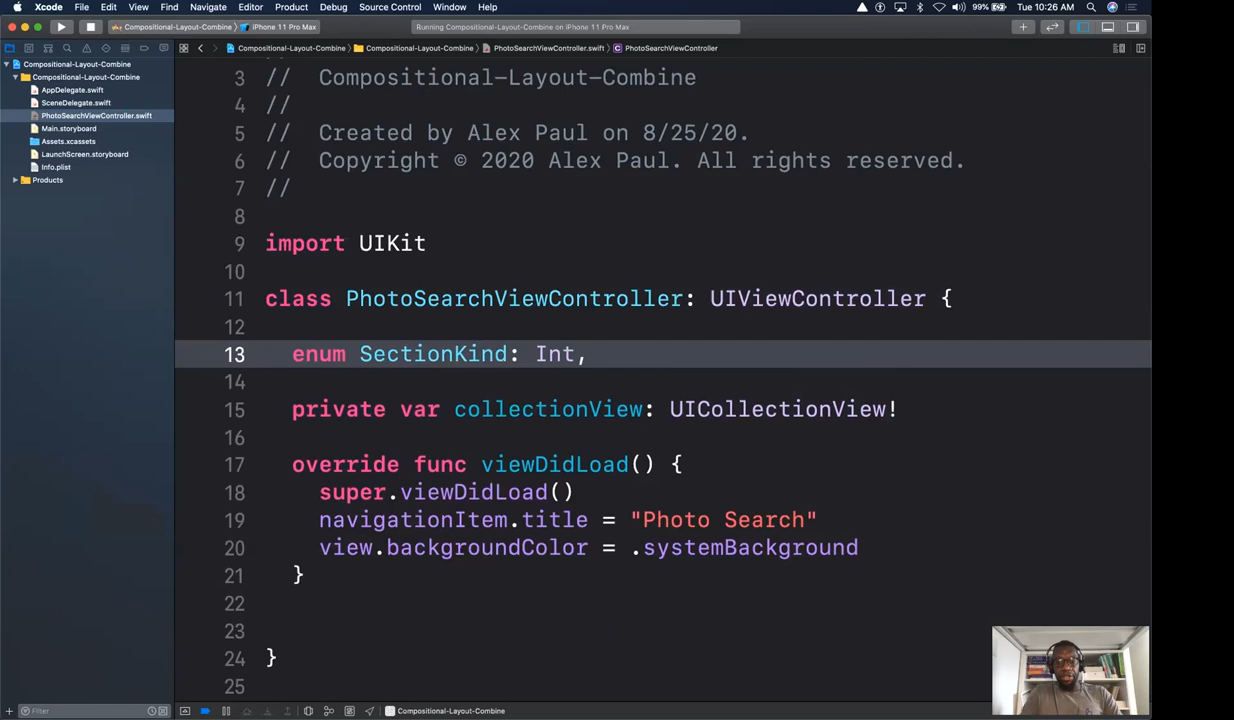 Xcode File Edit View Find Navigate Editor Product Debug Source Control Window Help 99% Tue 10:26 AM
Compositional-Layout-Combine iPhone 11 Pro Max Running Compositional-Layout-Combine on iPhone 11 Pro Max
Compositional-Layout-Combine Compositional-Layout-Combine PhotoSearchViewController.swift C PhotoSearchViewController
Compositional-Layout-Combine
Compositional-Layout-Combine
AppDelegate.swift
SceneDelegate.swift
PhotoSearchViewController.swift
Main.storyboard
Assets.xcassets
LaunchScreen.storyboard
Info.plist
Products
3 // Compositional-Layout-Combine
4 //
5 // Created by Alex Paul on 8/25/20.
6 // Copyright © 2020 Alex Paul. All rights reserved.
7 //
8
9 import UIKit
10
11 class PhotoSearchViewController: UIViewController {
12
13 enum SectionKind: Int,
14
15 private var collectionView: UICollectionView!
16
17 override func viewDidLoad() {
18 super.viewDidLoad()
19 navigationItem.title = "Photo Search"
20 view.backgroundColor = .systemBackground
21 }
22
23
24 }
25
Filter
Compositional-Layout-Combine